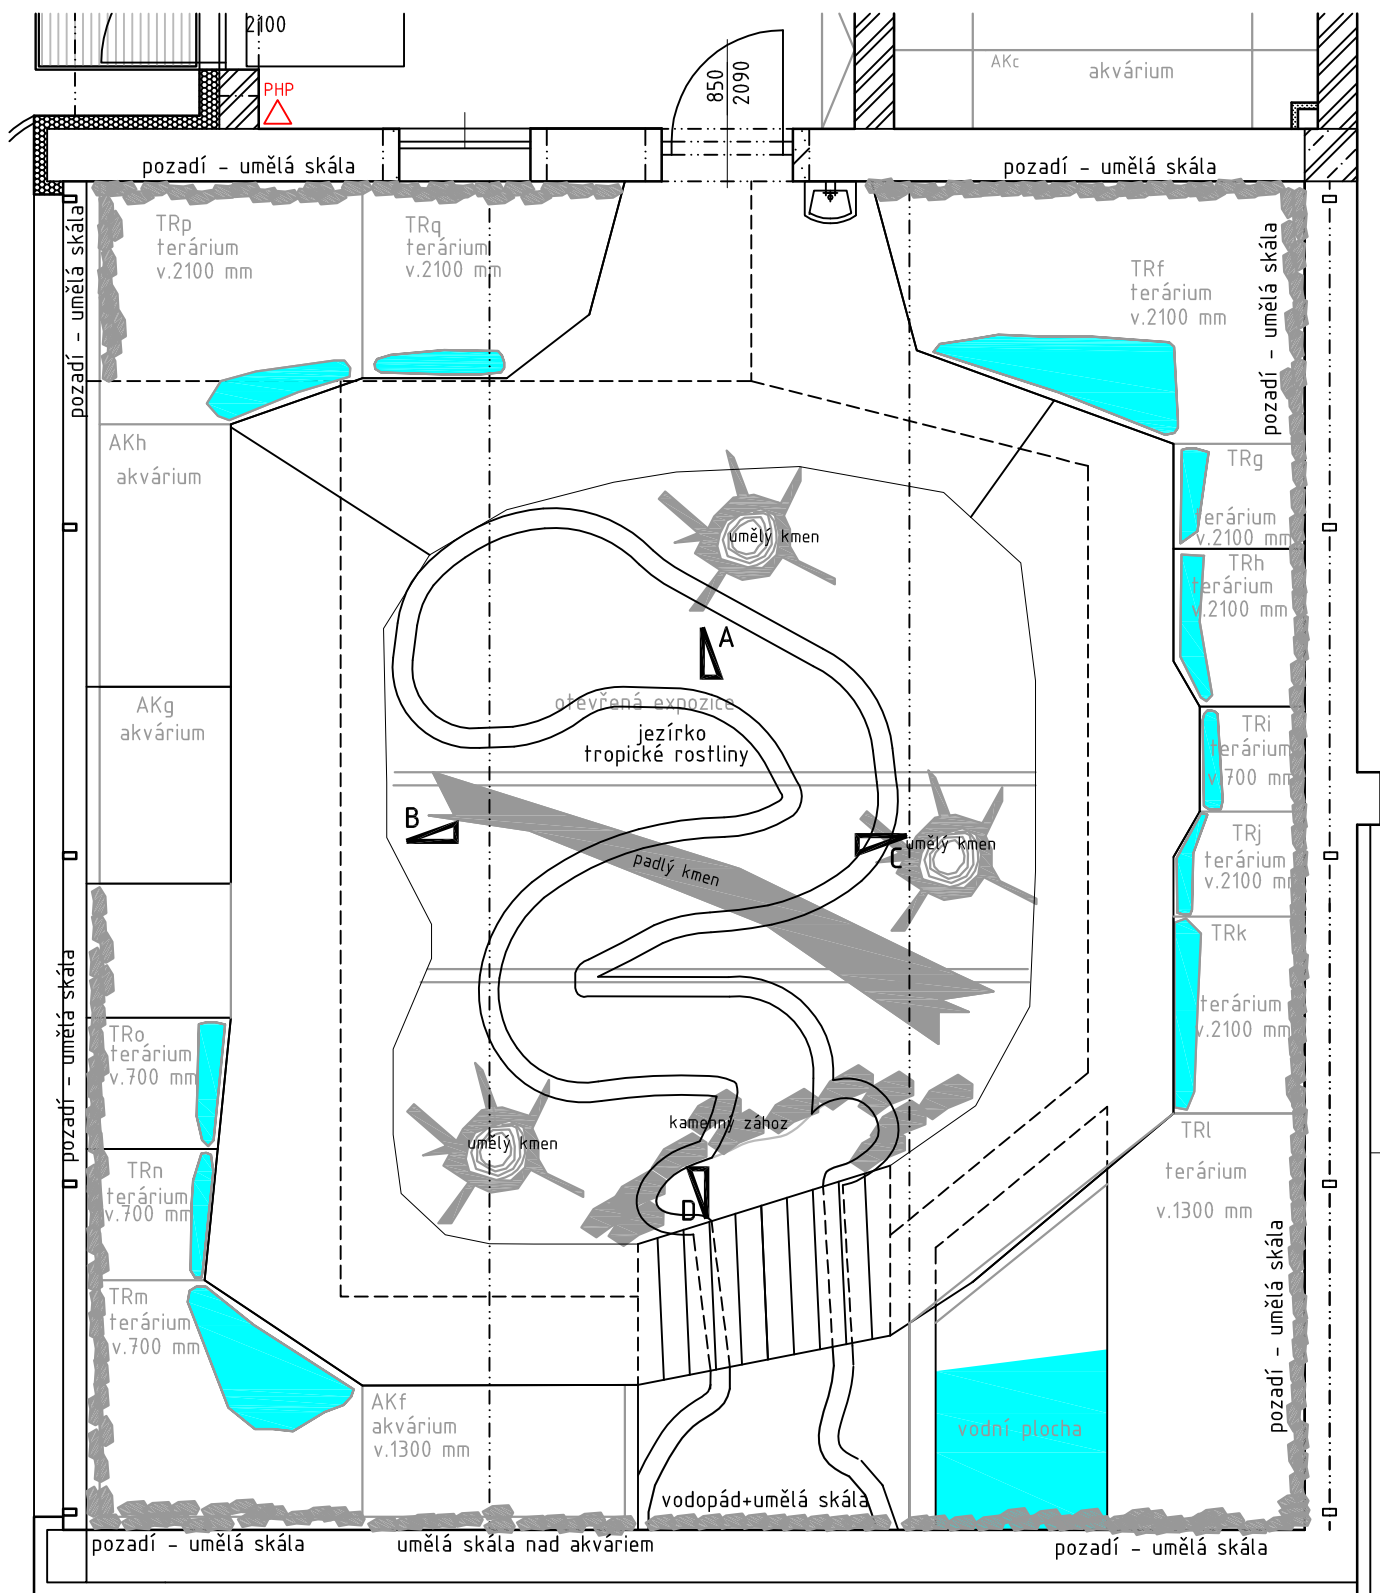 2100
PHP
850
2090
AKc
akvárium
pozadí - umělá skála
pozadí - umělá skála
pozadí - umělá skála
TRp
terárium
v.2100 mm
TRq
terárium
v.2100 mm
TRf
terárium
v.2100 mm
pozadí - umělá skála
AKh
akvárium
TRg
terárium
v.2100 mm
umělý kmen
TRh
terárium
v.2100 mm
A
otevřená expozice
jezírko
tropické rostliny
AKg
akvárium
TRi
terárium
v.700 mm
B
C
umělý kmen
padlý kmen
TRj
terárium
v.2100 mm
TRk
terárium
v.2100 mm
pozadí - umělá skála
TRo
terárium
v.700 mm
kamenný zához
umělý kmen
TRn
terárium
v.700 mm
D
TRl
terárium
v.1300 mm
pozadí - umělá skála
TRm
terárium
v.700 mm
AKf
akvárium
v.1300 mm
vodní plocha
vodopád+umělá skála
pozadí - umělá skála
umělá skála nad akváriem
pozadí - umělá skála